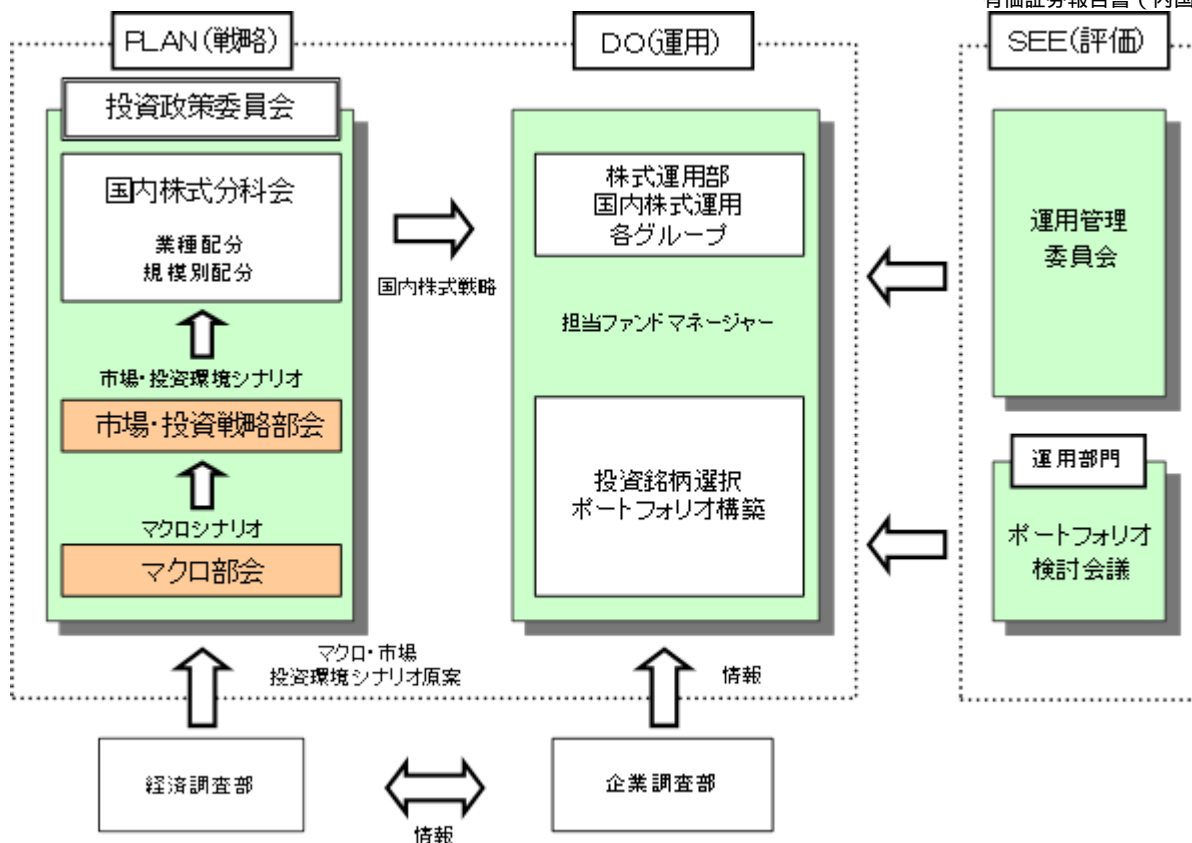 有価証券報告書（内国
PLAN(戦略)
投資政策委員会
国内株式分科会
業種配分
規模別配分
市場・投資環境シナリオ
市場・投資戦略部会
マクロシナリオ
マクロ部会
国内株式戦略
DO(運用)
株式運用部
国内株式運用
各グループ
担当ファンドマネージャー
投資銘柄選択
ポートフォリオ構築
SEE(評価)
運用管理
委員会
運用部門
ポートフォリオ
検討会議
マクロ・市場
投資環境シナリオ原案
情報
経済調査部
情報
企業調査部